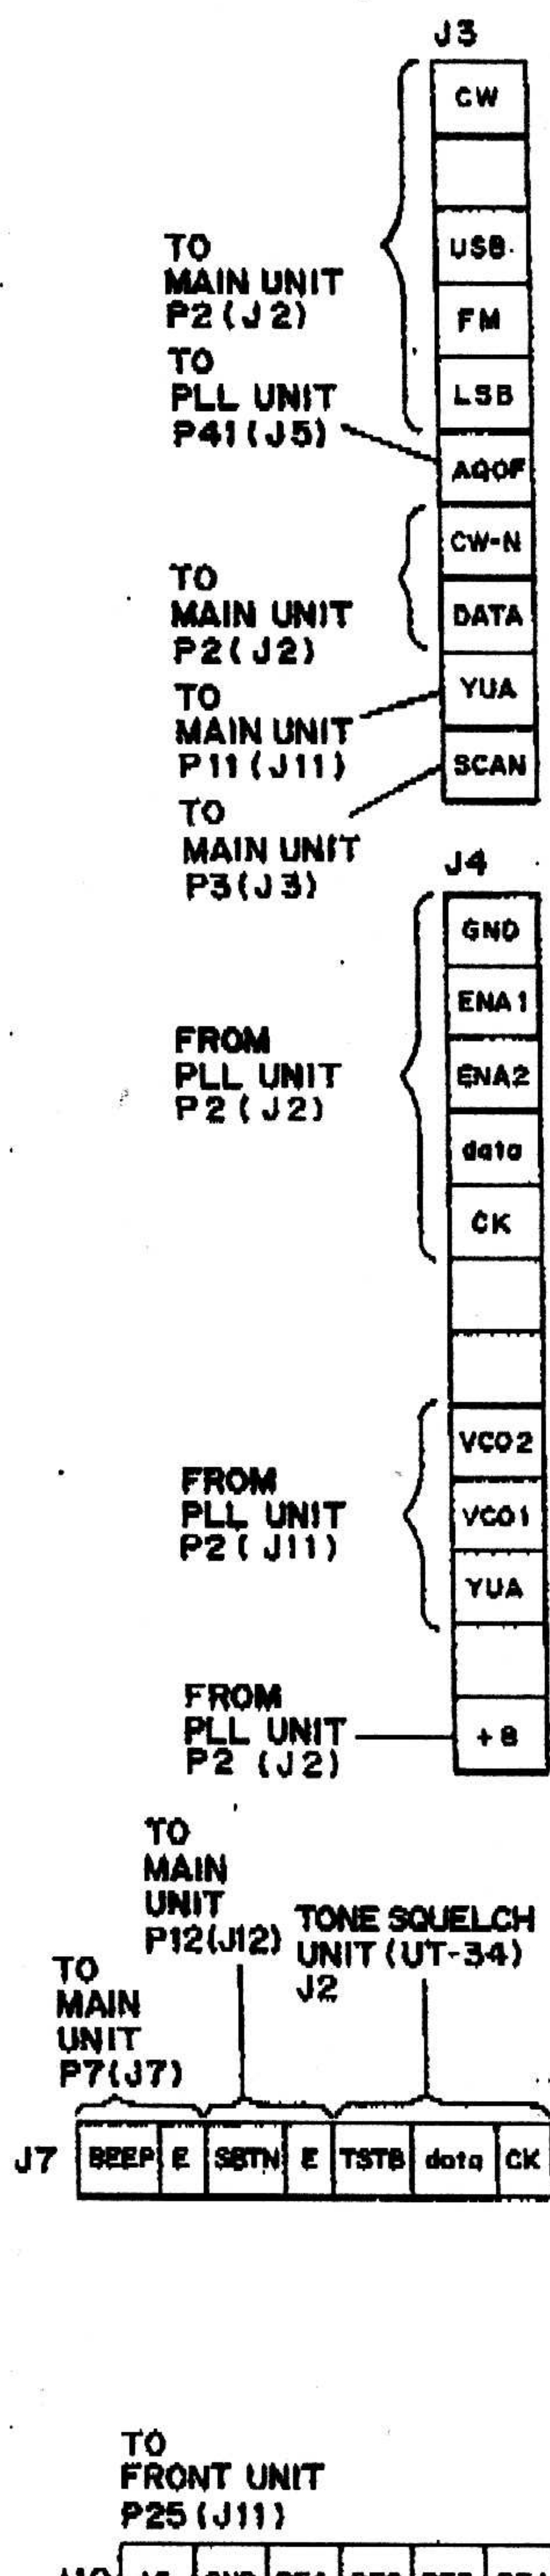 J3
CW
USB
FM
LSB
AQOF
CW-N
DATA
YUA
SCAN
TO
MAIN UNIT
P2(J2)
TO
PLL UNIT
P41(J5)
TO
MAIN UNIT
P2(J2)
TO
MAIN UNIT
P11(J11)
TO
MAIN UNIT
P3(J3)
J4
GND
ENA1
ENA2
data
CK
VCO2
VCO1
YUA
+8
FROM
PLL UNIT
P2(J2)
FROM
PLL UNIT
P2(J11)
FROM
PLL UNIT
P2 (J2)
TO
MAIN
UNIT
P12(J12)
TONE SQUELCH
UNIT(UT-34)
J2
TO
MAIN
UNIT
P7(J7)
J7 BEEP E SBTN E TSTB data CK
TO
FRONT UNIT
P25(J11)